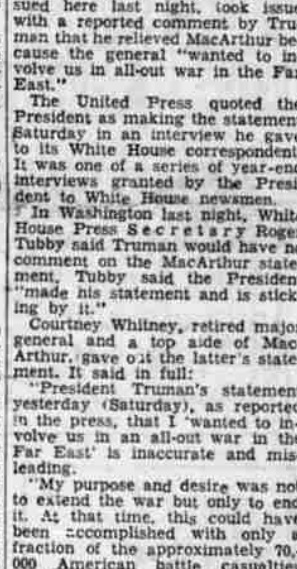 sued here last night, took issue
with a reported comment by Tru
man that he relieved MacArthur be
cause the general "wanted to in
volve us in all-out war in the Far
East."
The United Press quoted the
President as making the statemen
Saturday in an interview he gave
to its White House correspondent
It was one of a series of year-end
interviews granted by the Presi
dent to White House newsmen.
In Washington last night, White
House Press Secretary Roger
Tubby said Truman would have no
comment on the MacArthur state
ment. Tubby said the President
"made his statement and is stick
ing by it."
Courtney Whitney, retired major
general and a top aide of Mac
Arthur, gave out the latter's state
ment. It said in full:
"President Truman's statement
yesterday (Saturday), as reported
in the press, that I 'wanted to in
volve us in an all-out war in the
Far East' is inaccurate and mis
leading.
"My purpose and desire was not
to extend the war but only to end
it. At that time, this could have
been accomplished with only a
fraction of the approximately 70,
000 American battle casualties